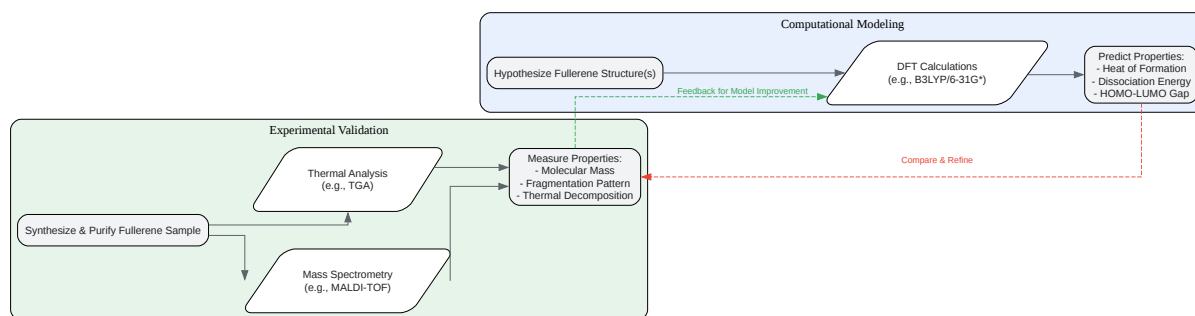 Computational Modeling
Hypothesize Fullerene Structure(s)
DFT Calculations
(e.g., B3LYP/6-31G*)
Predict Properties:
- Heat of Formation
- Dissociation Energy
- HOMO-LUMO Gap
Feedback for Model Improvement
Compare & Refine
Experimental Validation
Synthesize & Purify Fullerene Sample
Thermal Analysis
(e.g., TGA)
Mass Spectrometry
(e.g., MALDI-TOF)
Measure Properties:
- Molecular Mass
- Fragmentation Pattern
- Thermal Decomposition